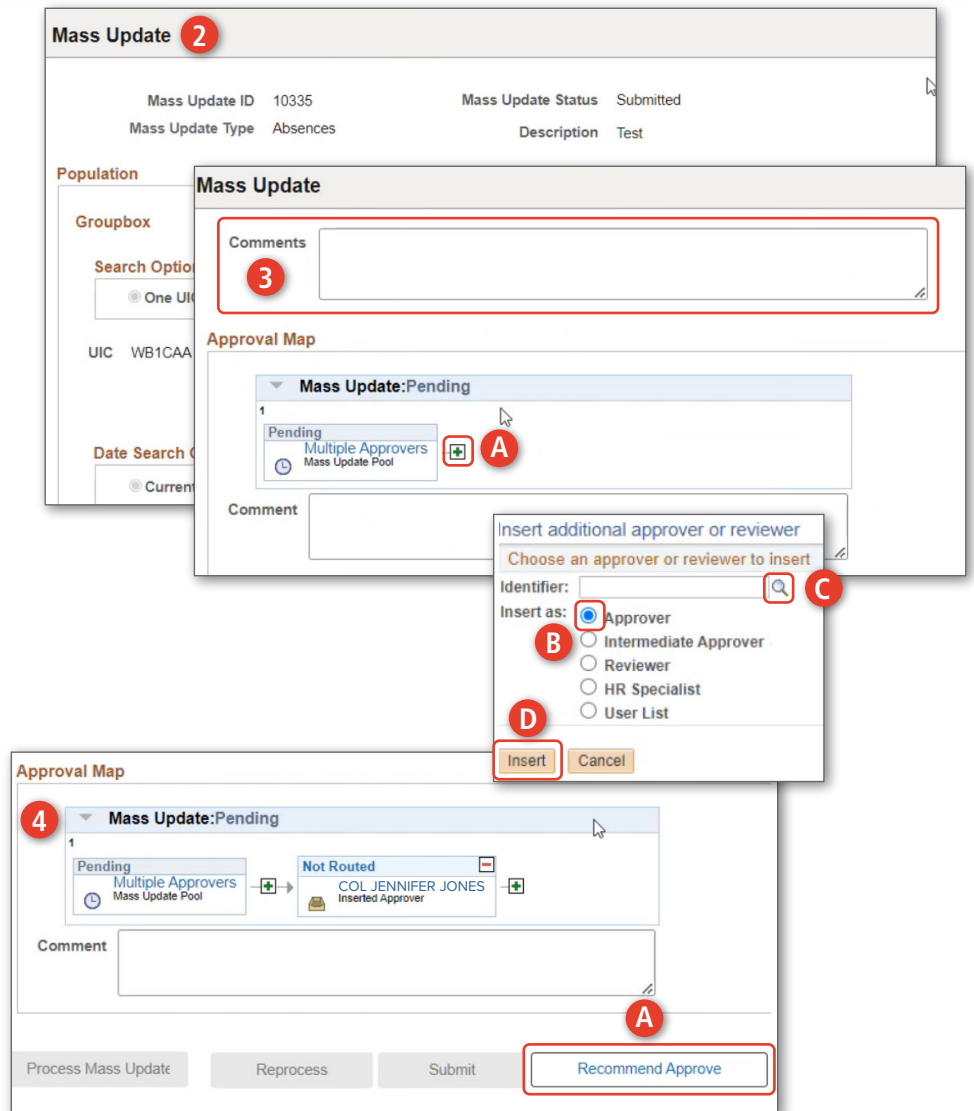 Mass Update 2
Mass Update ID 10335 Mass Update Status Submitted
Mass Update Type Absences Description Test
Population
Groupbox
Search Optio
One UI
UIC WB1CAA
Date Search
Current
Mass Update
Comments
3
Approval Map
Mass Update:Pending
1
Pending
Multiple Approvers
Mass Update Pool
A
Comment
Insert additional approver or reviewer
Choose an approver or reviewer to insert
Identifier:
C
Insert as: Approver
B
Intermediate Approver
Reviewer
HR Specialist
User List
D
Insert Cancel
Approval Map
4
Mass Update:Pending
1
Pending Not Routed
Multiple Approvers COL JENNIFER JONES
Mass Update Pool Inserted Approver
Comment
A
Process Mass Update Reprocess Submit Recommend Approve